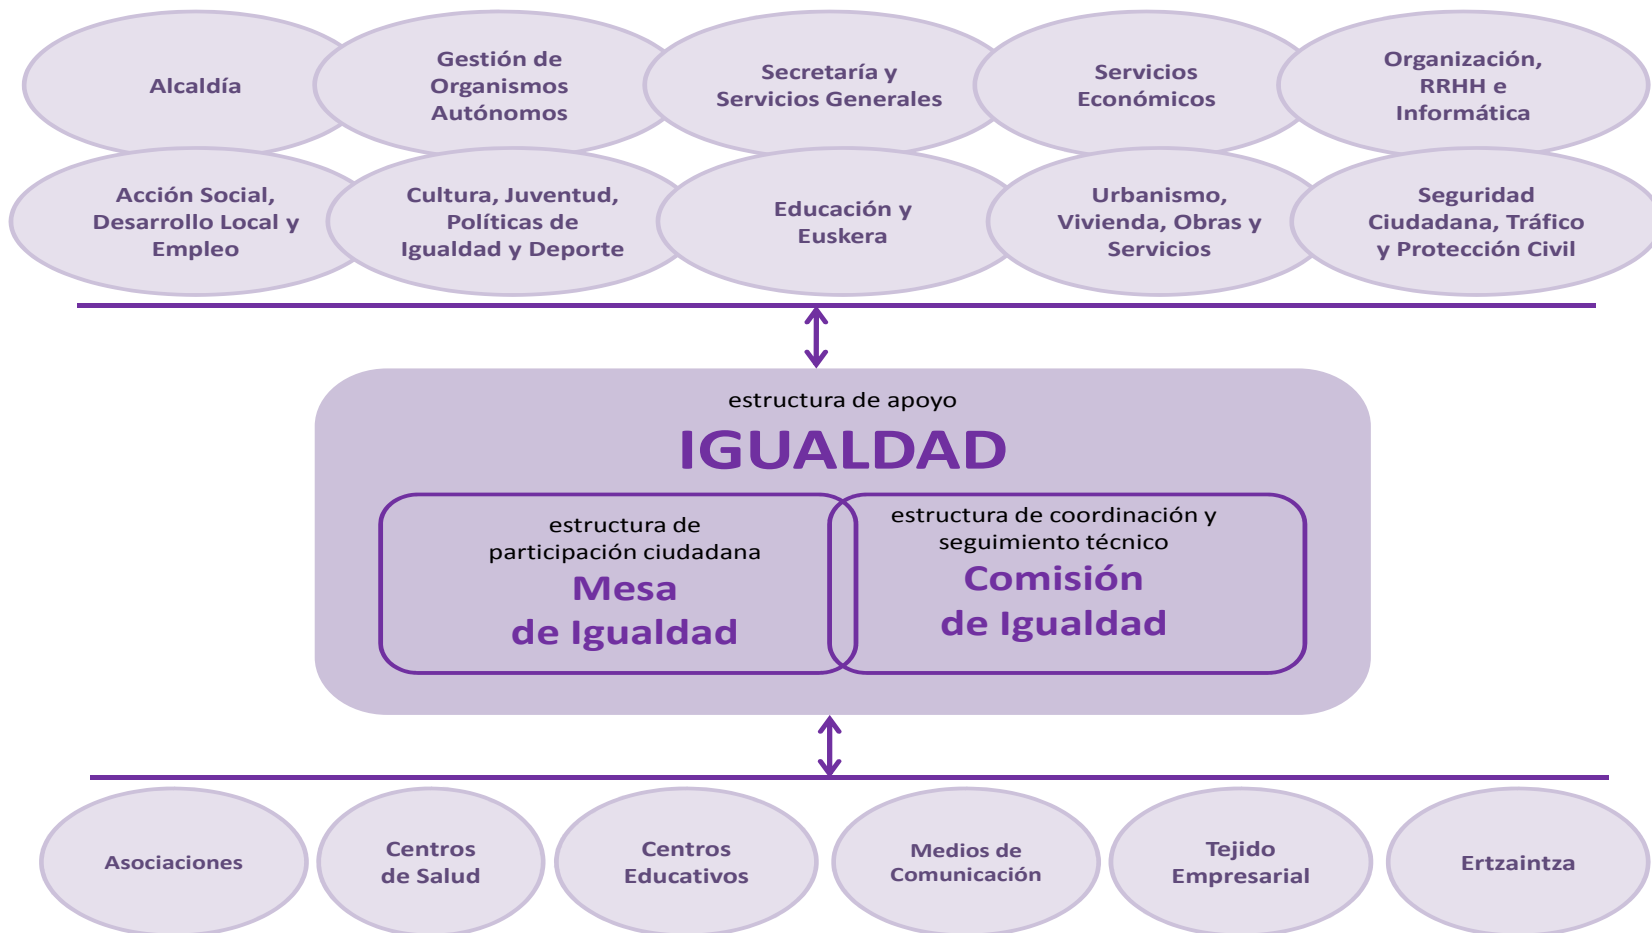 Alcaldía
Gestión de
Organismos
Autónomos
Secretaría y
Servicios Generales
Servicios
Económicos
Organización,
RRHH e
Informática
Acción Social,
Desarrollo Local y
Empleo
Cultura, Juventud,
Políticas de
Igualdad y Deporte
Educación y
Euskera
Urbanismo,
Vivienda, Obras y
Servicios
Seguridad
Ciudadana, Tráfico
y Protección Civil
estructura de apoyo
IGUALDAD
estructura de
participación ciudadana
Mesa
de Igualdad
estructura de coordinación y
seguimiento técnico
Comisión
de Igualdad
Asociaciones
Centros
de Salud
Centros
Educativos
Medios de
Comunicación
Tejido
Empresarial
Ertzaintza